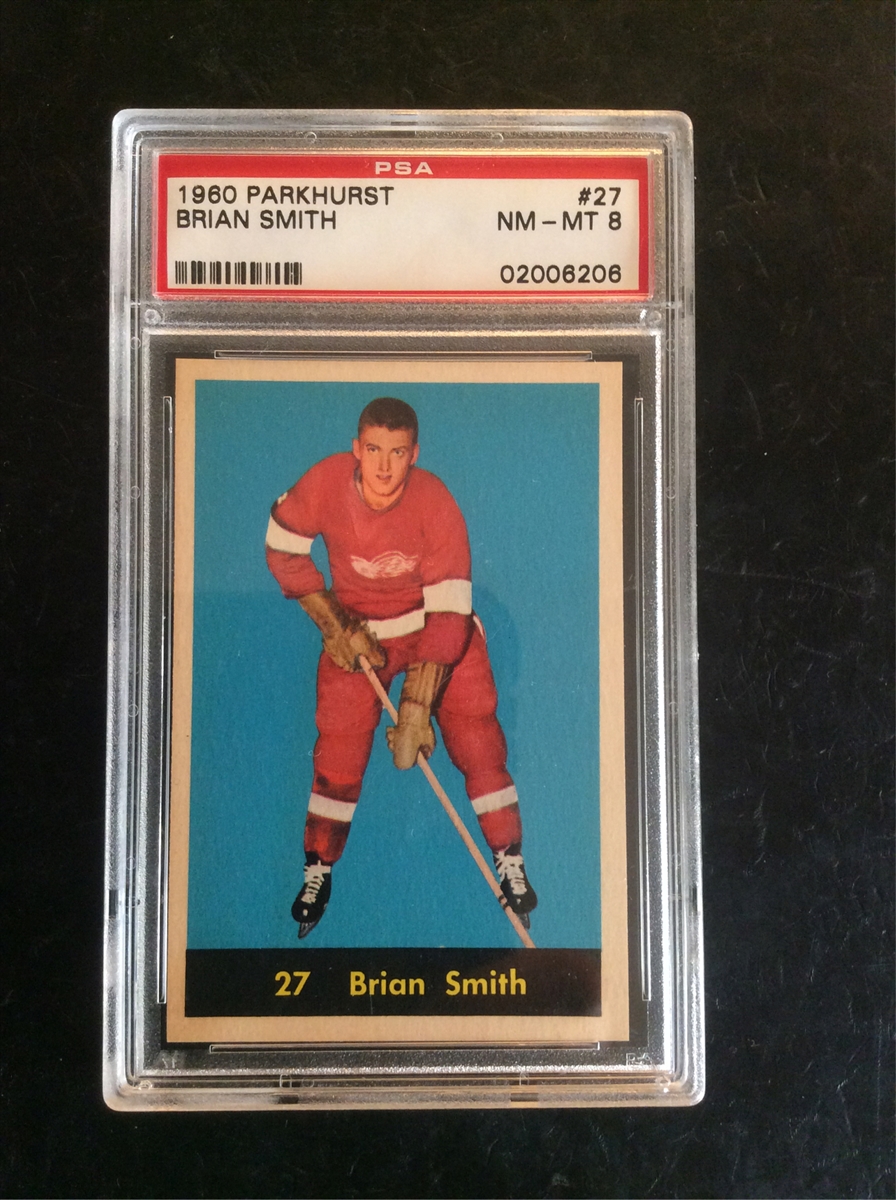 PSA
1960 PARKHURST #27
BRIAN SMITH NM-MT 8
02006206
27 Brian Smith